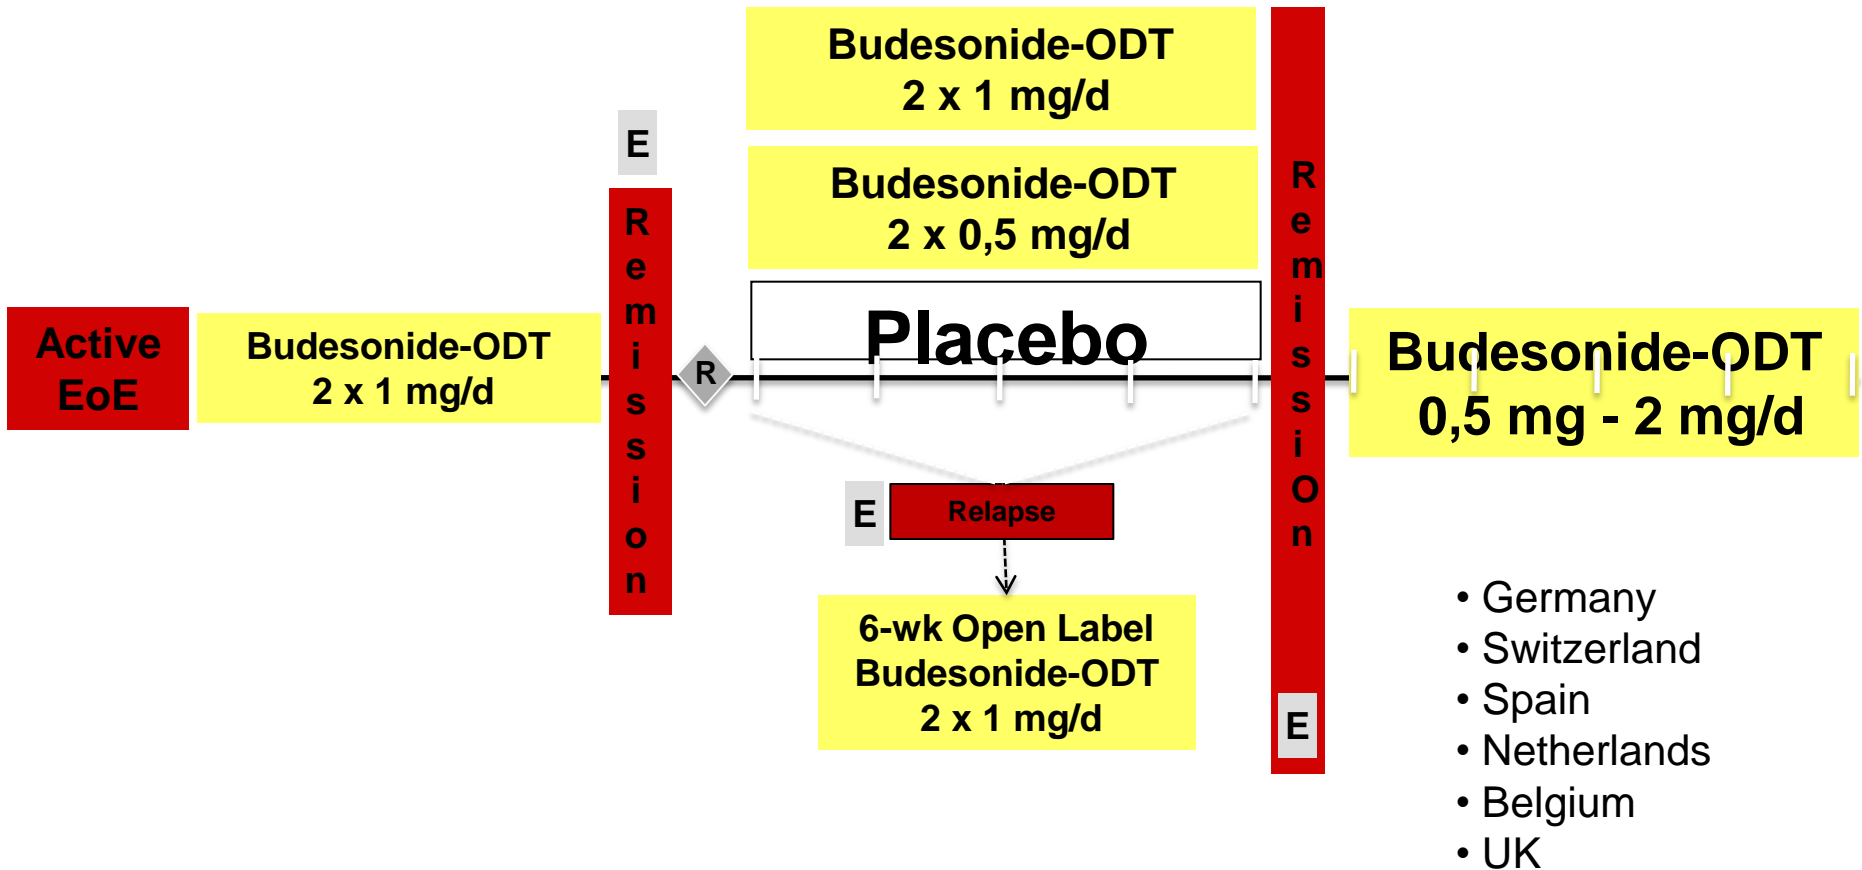 Active
EoE
Budesonide-ODT
2 x 1 mg/d
E
R
e
m
i
s
s
i
o
n
R
Budesonide-ODT
2 x 1 mg/d
Budesonide-ODT
2 x 0,5 mg/d
Placebo
E
Relapse
6-wk Open Label
Budesonide-ODT
2 x 1 mg/d
R
e
m
i
s
s
i
O
n
E
Budesonide-ODT
0,5 mg - 2 mg/d
• Germany
• Switzerland
• Spain
• Netherlands
• Belgium
• UK